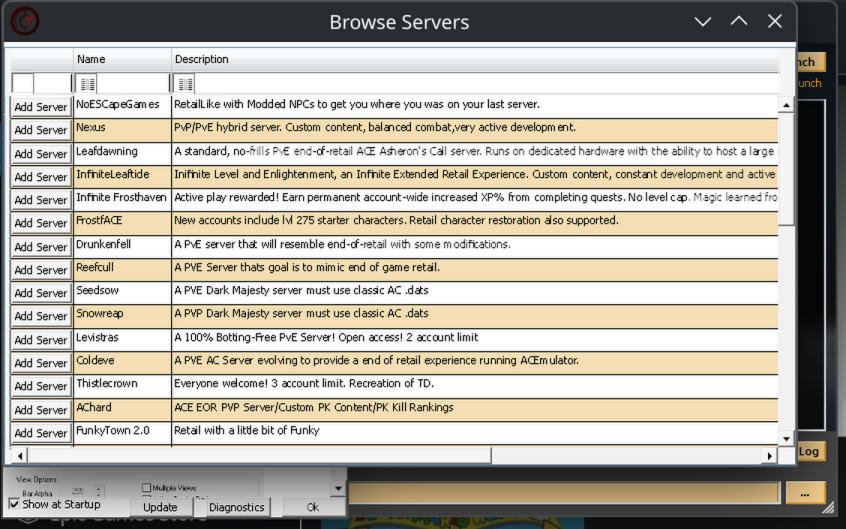 Browse Servers
Name Description
Add Server NoESCapeGames RetailLike with Modded NPCs to get you where you was on your last server.
Add Server Nexus PvP/PvE hybrid server. Custom content, balanced combat,very active development.
Add Server Leafdawning A standard, no-frills PvE end-of-retail ACE Asheron's Call server. Runs on dedicated hardware with the ability to host a large
Add Server InfiniteLeaftide Inifinite Level and Enlightenment, an Infinite Extended Retail Experience. Custom content, constant development and active
Add Server Infinite Frosthaven Active play rewarded! Earn permanent account-wide increased XP% from completing quests. No level cap. Magic learned fro
Add Server FrostfACE New accounts include lvl 275 starter characters. Retail character restoration also supported.
Add Server Drunkenfell A PvE server that will resemble end-of-retail with some modifications.
Add Server Reefcull A PVE Server thats goal is to mimic end of game retail.
Add Server Seedsow A PVE Dark Majesty server must use classic AC .dats
Add Server Snowreap A PVP Dark Majesty server must use classic AC .dats
Add Server Levistras A 100% Botting-Free PvE Server! Open access! 2 account limit
Add Server Coldeve A PVE AC Server evolving to provide a end of retail experience running ACEmulator.
Add Server Thistlecrown Everyone welcome! 3 account limit. Recreation of TD.
Add Server AChard ACE EOR PVP Server/Custom PK Content/PK Kill Rankings
Add Server FunkyTown 2.0 Retail with a little bit of Funky
nch
unch
Log
...
View Options
Bar Alpha 255 Multiple Views
Show at Startup Update Diagnostics Ok